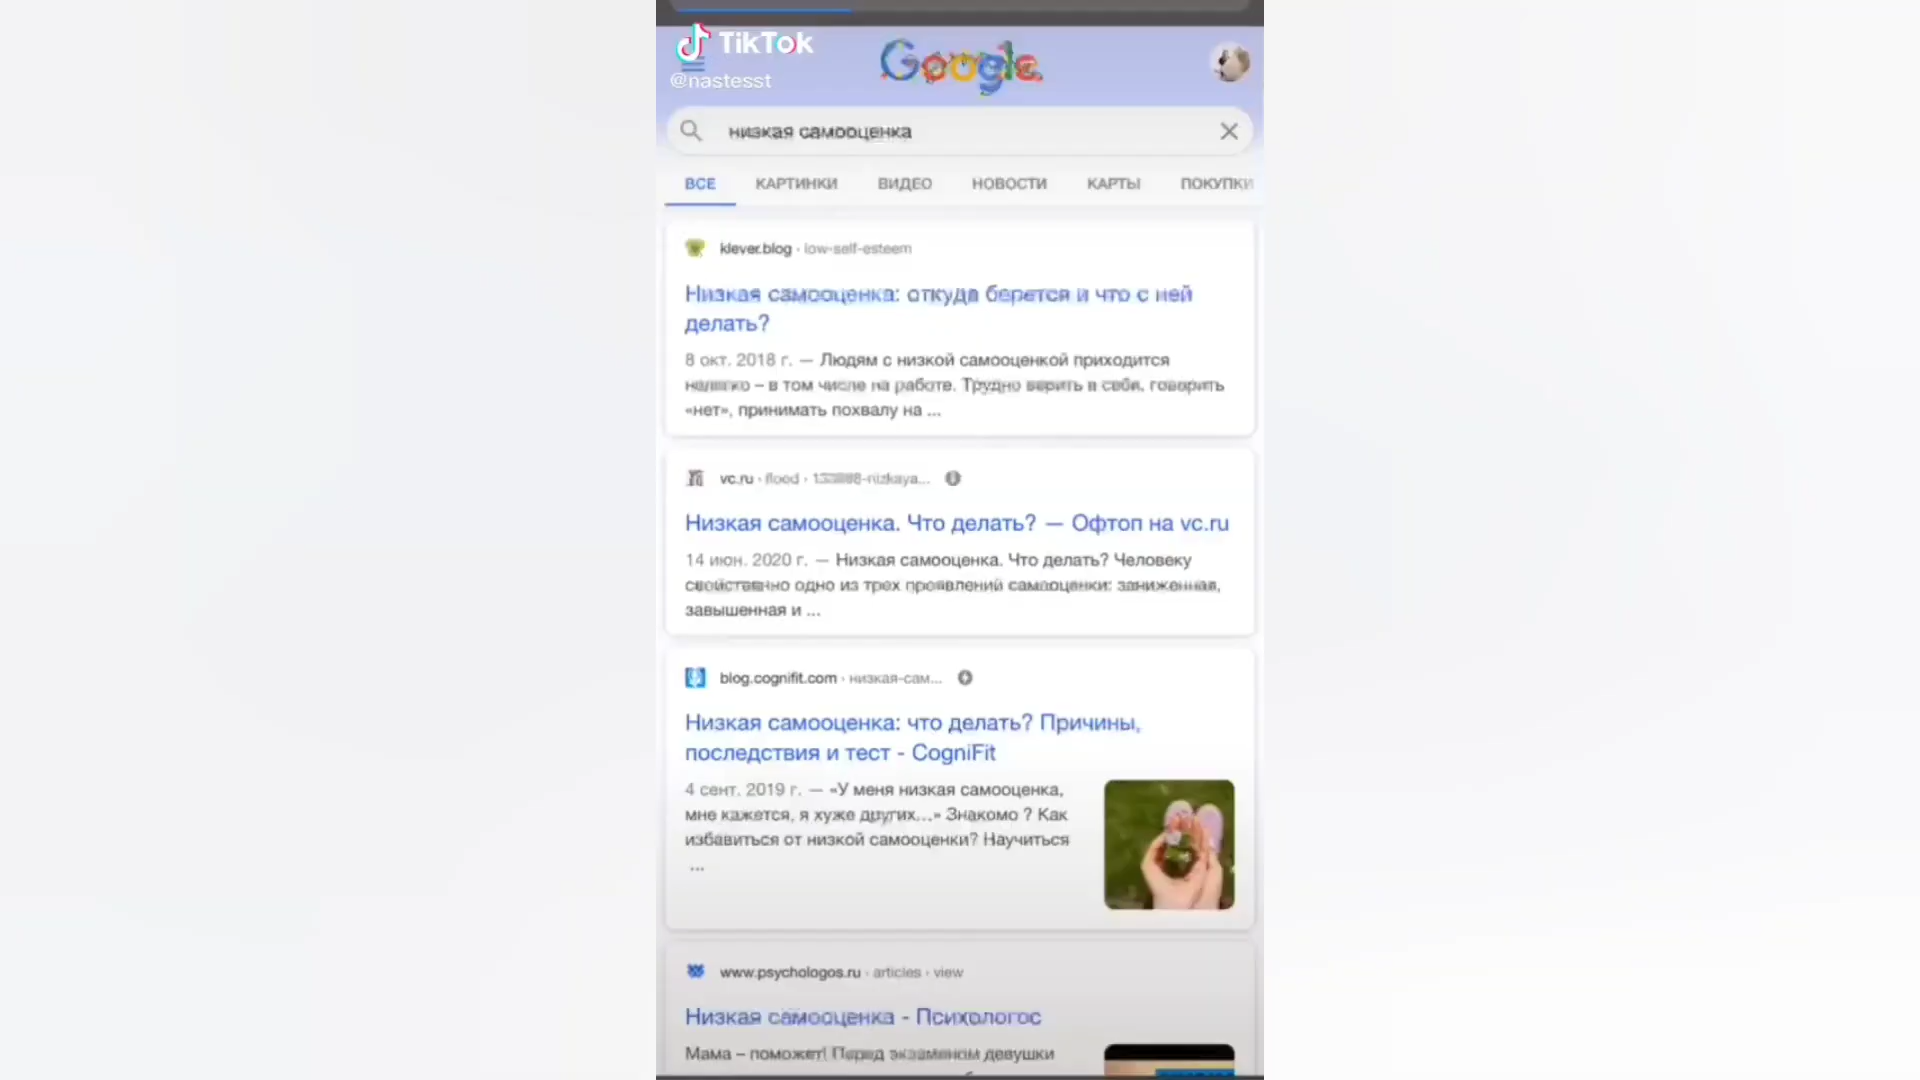 TikTok
@nastesst
Google
низкая самооценка
ВСЕ КАРТИНКИ ВИДЕО НОВОСТИ КАРТЫ ПОКУПКИ
klever.blog · low-self-esteem
Низкая самооценка: откуда берется и что с ней
делать?
8 окт. 2018 г. — Людям с низкой самооценкой приходится
нелегко – в том числе на работе. Трудно верить в себя, говорить
«нет», принимать похвалу на ...
vc.ru › flood › nizkaya...
Низкая самооценка. Что делать? — Офтоп на vc.ru
14 июн. 2020 г. — Низкая самооценка. Что делать? Человеку
свойственно одно из трех проявлений самооценки: заниженная,
завышенная и ...
blog.cognifit.com › низкая-сам...
Низкая самооценка: что делать? Причины,
последствия и тест - CogniFit
4 сент. 2019 г. — «У меня низкая самооценка,
мне кажется, я хуже других...» Знакомо ? Как
избавиться от низкой самооценки? Научиться
...
www.psychologos.ru › articles › view
Низкая самооценка - Психологос
Мама – поможет! Перед экзаменом девушки